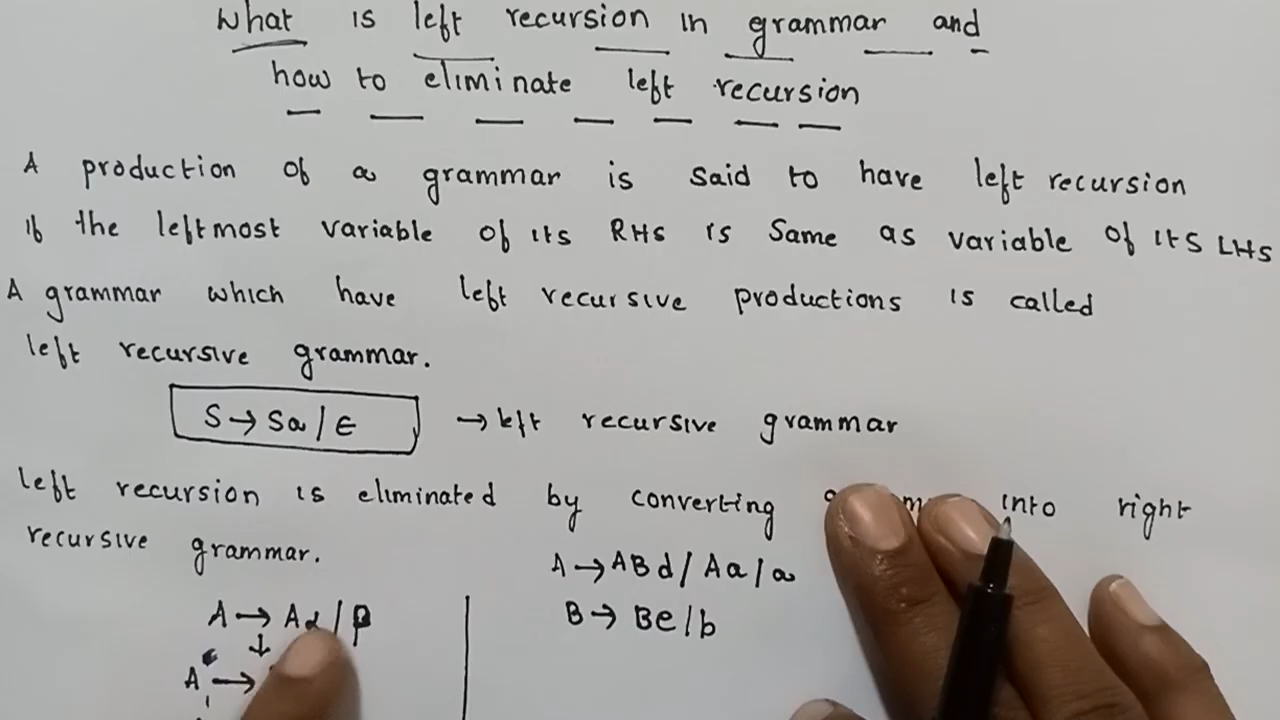 What is left recursion in grammar and
how to eliminate left recursion
A production of a grammar is said to have left recursion
if the leftmost variable of its RHS is same as variable of its LHS
A grammar which have left recursive productions is called
left recursive grammar.
S → Sa / ε → left recursive grammar
left recursion is eliminated by converting into right
recursive grammar.
A → ABd / Aa / a
B → Be / b
A → Aα / β
↓
A →